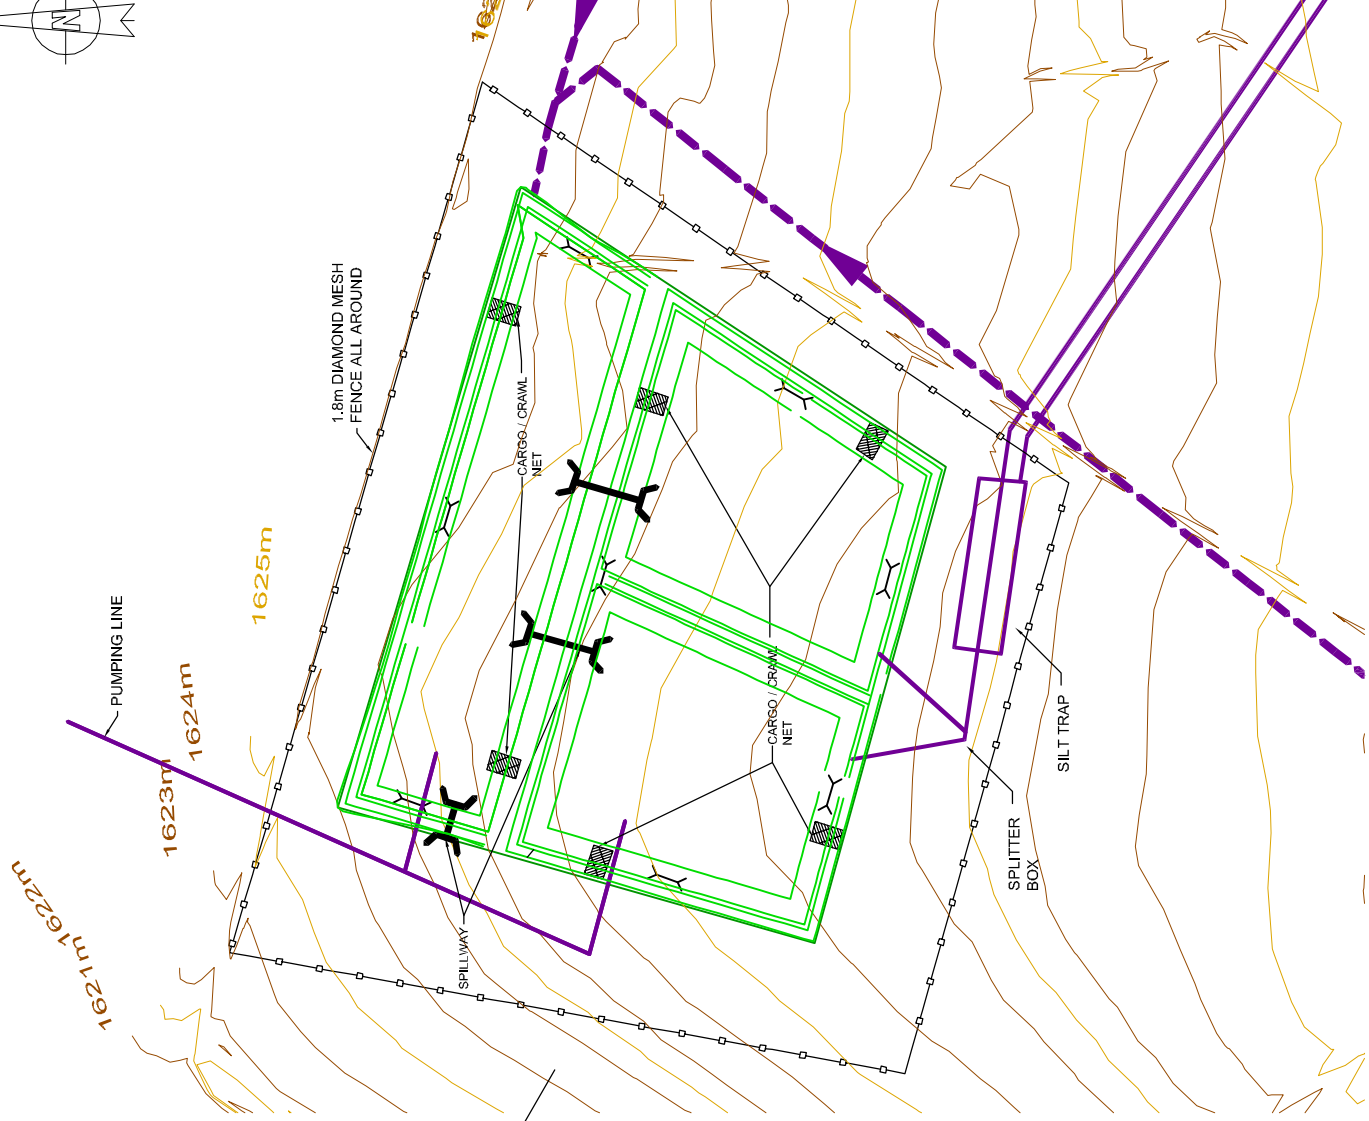 N
1.8m DIAMOND MESH
FENCE ALL AROUND
CARGO / CRAWL
NET
1625m
PUMPING LINE
1624m
1623m
1622m
1621m
CARGO / CRAWL
NET
SILT TRAP
SPLITTER
BOX
SPILLWAY